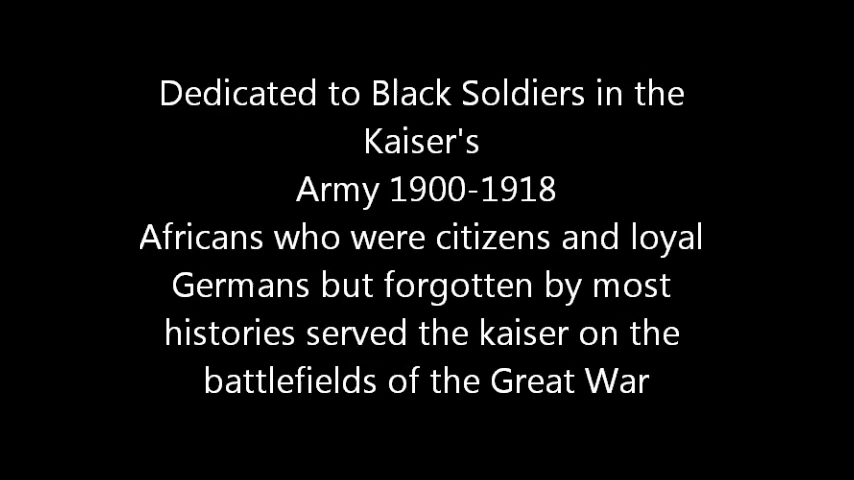 Dedicated to Black Soldiers in the
Kaiser's
Army 1900-1918
Africans who were citizens and loyal
Germans but forgotten by most
histories served the kaiser on the
battlefields of the Great War